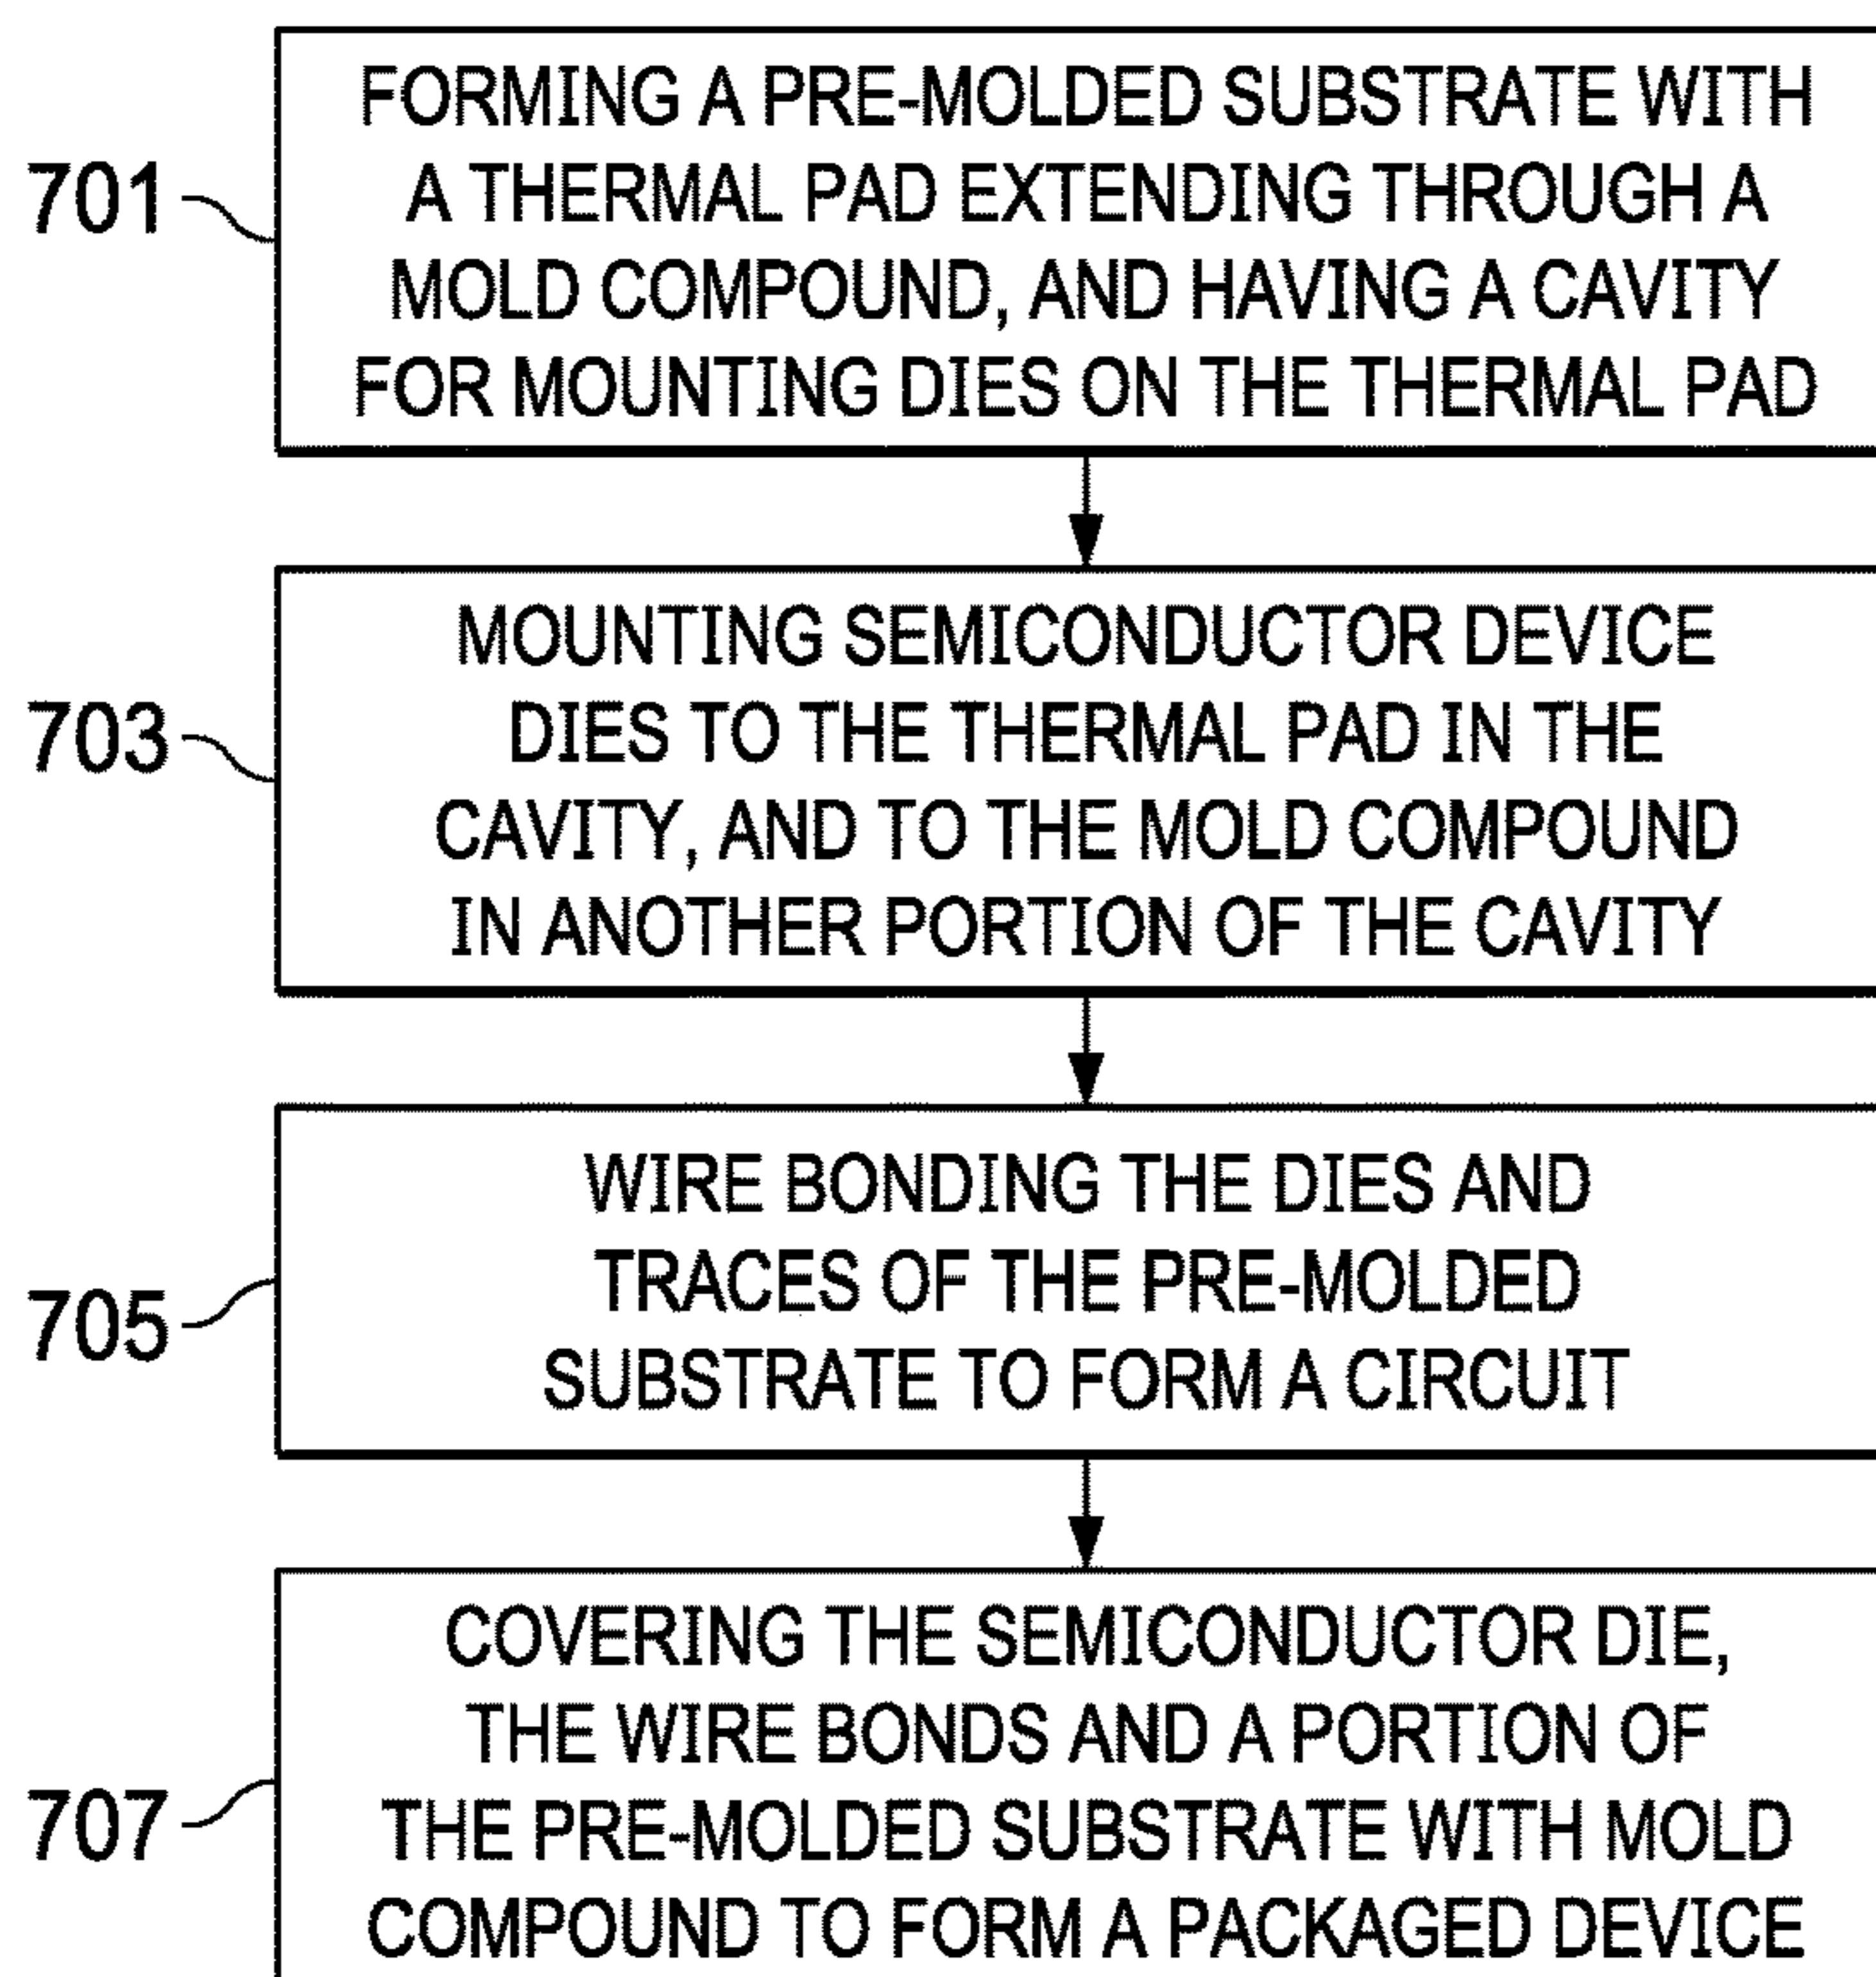 701
FORMING A PRE-MOLDED SUBSTRATE WITH
A THERMAL PAD EXTENDING THROUGH A
MOLD COMPOUND, AND HAVING A CAVITY
FOR MOUNTING DIES ON THE THERMAL PAD
703
MOUNTING SEMICONDUCTOR DEVICE
DIES TO THE THERMAL PAD IN THE
CAVITY, AND TO THE MOLD COMPOUND
IN ANOTHER PORTION OF THE CAVITY
705
WIRE BONDING THE DIES AND
TRACES OF THE PRE-MOLDED
SUBSTRATE TO FORM A CIRCUIT
707
COVERING THE SEMICONDUCTOR DIE,
THE WIRE BONDS AND A PORTION OF
THE PRE-MOLDED SUBSTRATE WITH MOLD
COMPOUND TO FORM A PACKAGED DEVICE